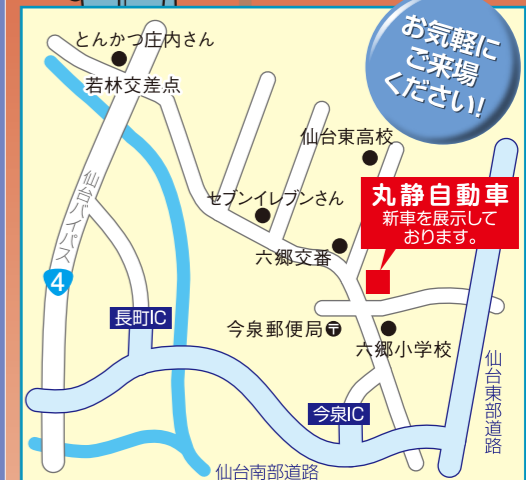 お気軽に
ご来場
ください!
とんかつ庄内さん
若林交差点
仙台バイパス
4
仙台東高校
セブンイレブンさん
丸静自動車
新車を展示して
おります。
六郷交番
長町IC
今泉郵便局〶
六郷小学校
仙台東部道路
今泉IC
仙台南部道路